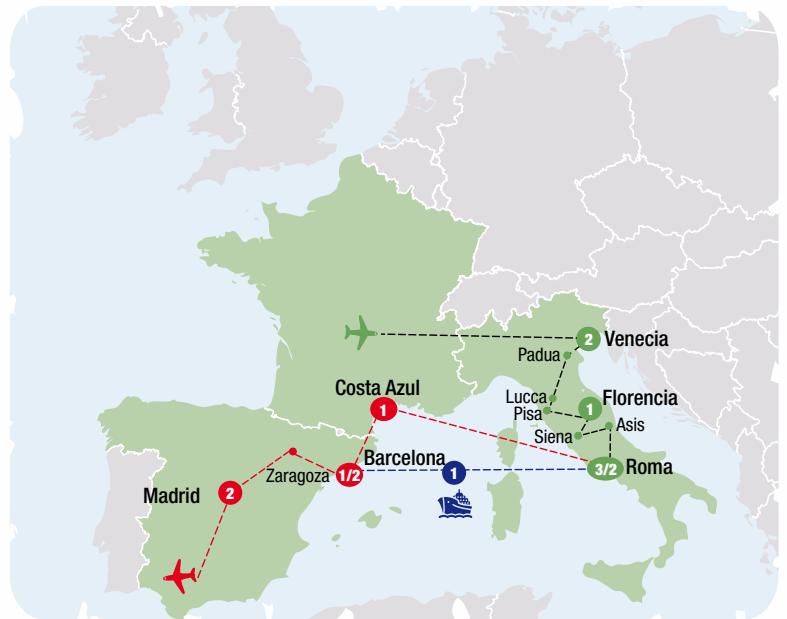 2 Venecia
Padua
Costa Azul
1
Lucca
Florencia
1
Pisa
Asis
Siena
Barcelona
Zaragoza
1/2
1
3/2 Roma
Madrid 2